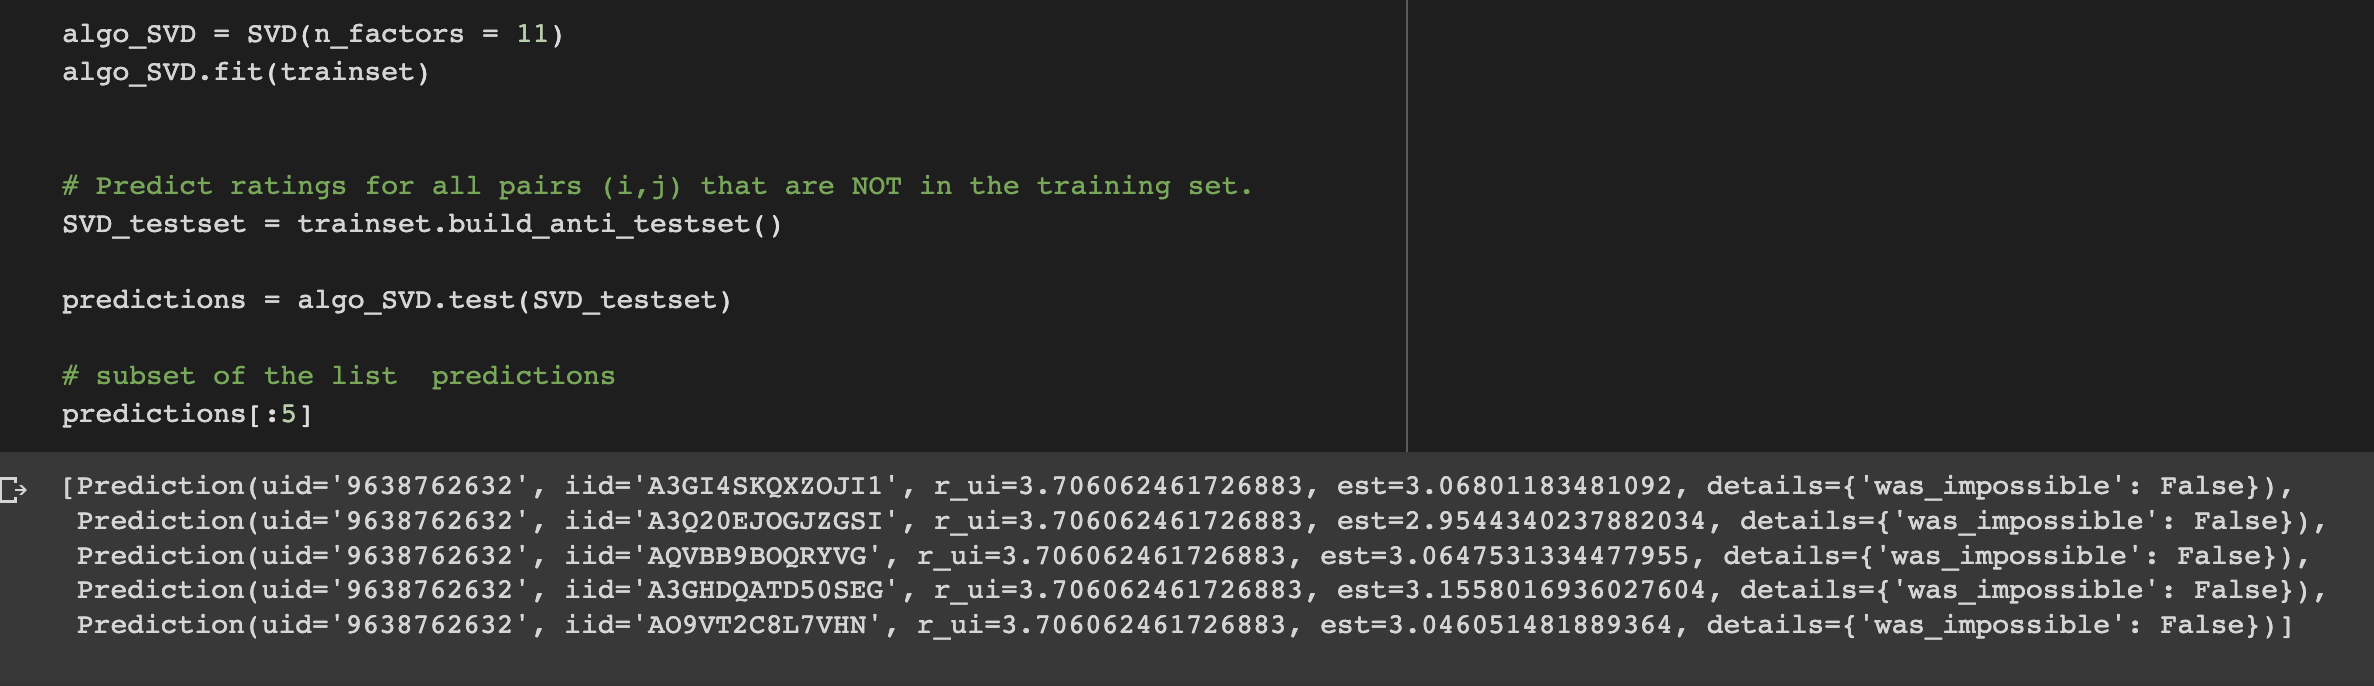 algo_SVD = SVD(n_factors = 11)
algo_SVD.fit(trainset)
# Predict ratings for all pairs (i,j) that are NOT in the training set.
SVD_testset = trainset.build_anti_testset()
predictions = algo_SVD.test(SVD_testset)
# subset of the list  predictions
predictions[:5]
[Prediction(uid='9638762632', iid='A3GI4SKQXZOJI1', r_ui=3.706062461726883, est=3.06801183481092, details={'was_impossible': False}),
Prediction(uid='9638762632', iid='A3Q20EJOGJZGSI', r_ui=3.706062461726883, est=2.9544340237882034, details={'was_impossible': False}),
Prediction(uid='9638762632', iid='AQVBB9BOQRYVG', r_ui=3.706062461726883, est=3.0647531334477955, details={'was_impossible': False}),
Prediction(uid='9638762632', iid='A3GHDQATD50SEG', r_ui=3.706062461726883, est=3.1558016936027604, details={'was_impossible': False}),
Prediction(uid='9638762632', iid='AO9VT2C8L7VHN', r_ui=3.706062461726883, est=3.046051481889364, details={'was_impossible': False})]